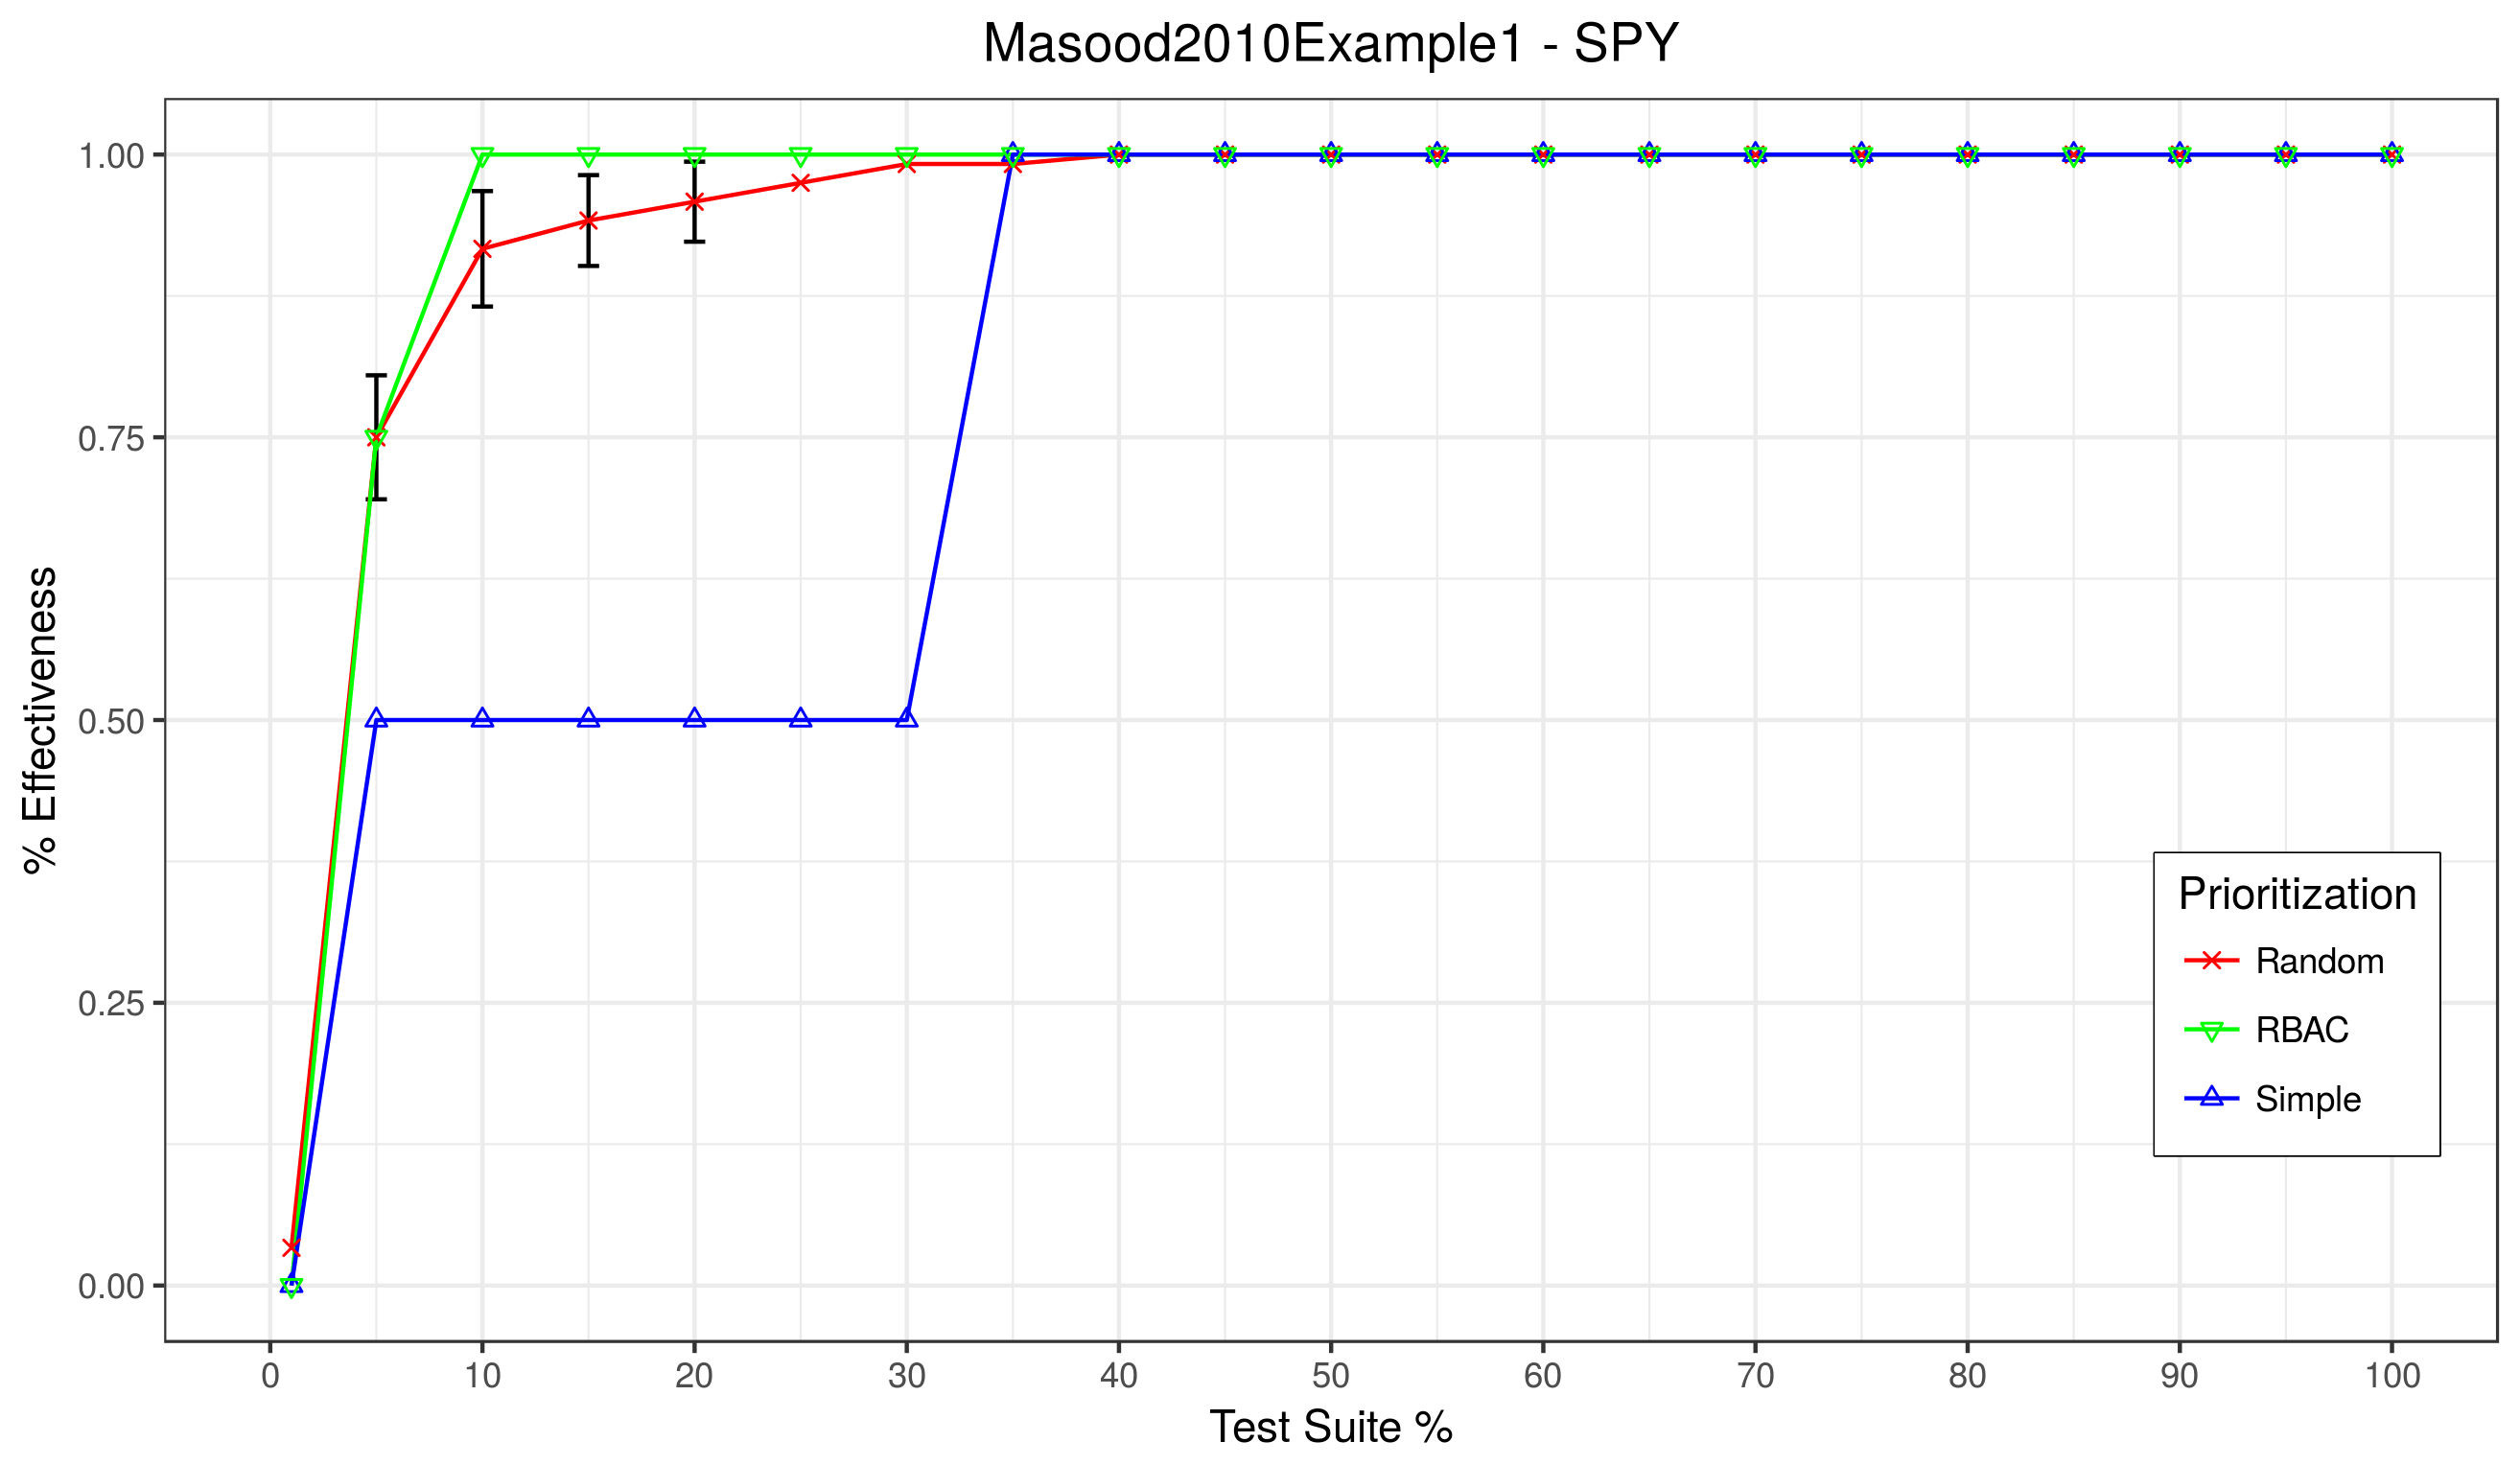 Masood2010Example1 - SPY
% Effectiveness
1.00
0.75
0.50
0.25
0.00
0 10 20 30 40 50 60 70 80 90 100
Test Suite %
Prioritization
Random
RBAC
Simple